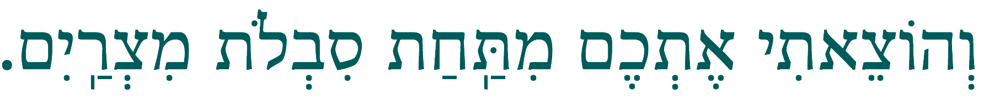 וְהוֹצֵאתִי אֶתְכֶם מִתַּֽחַת סִבְלֹת מִצְרַֽיִם.